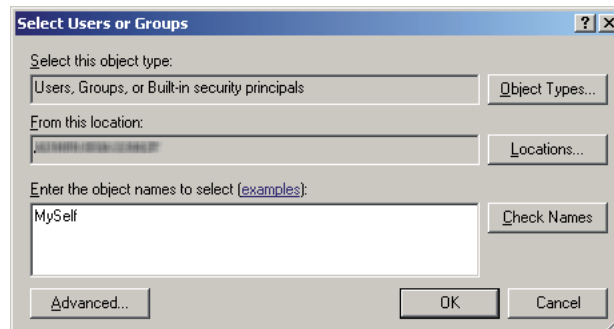 Select Users or Groups
Select this object type:
Users, Groups, or Built-in security principals
Object Types...
From this location:
Locations...
Enter the object names to select (examples):
MySelf
Check Names
Advanced...
OK
Cancel